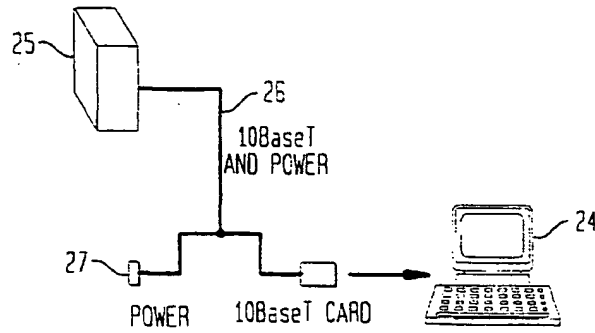 25
26
10BaseT
AND POWER
24
27
POWER
10BaseT CARD